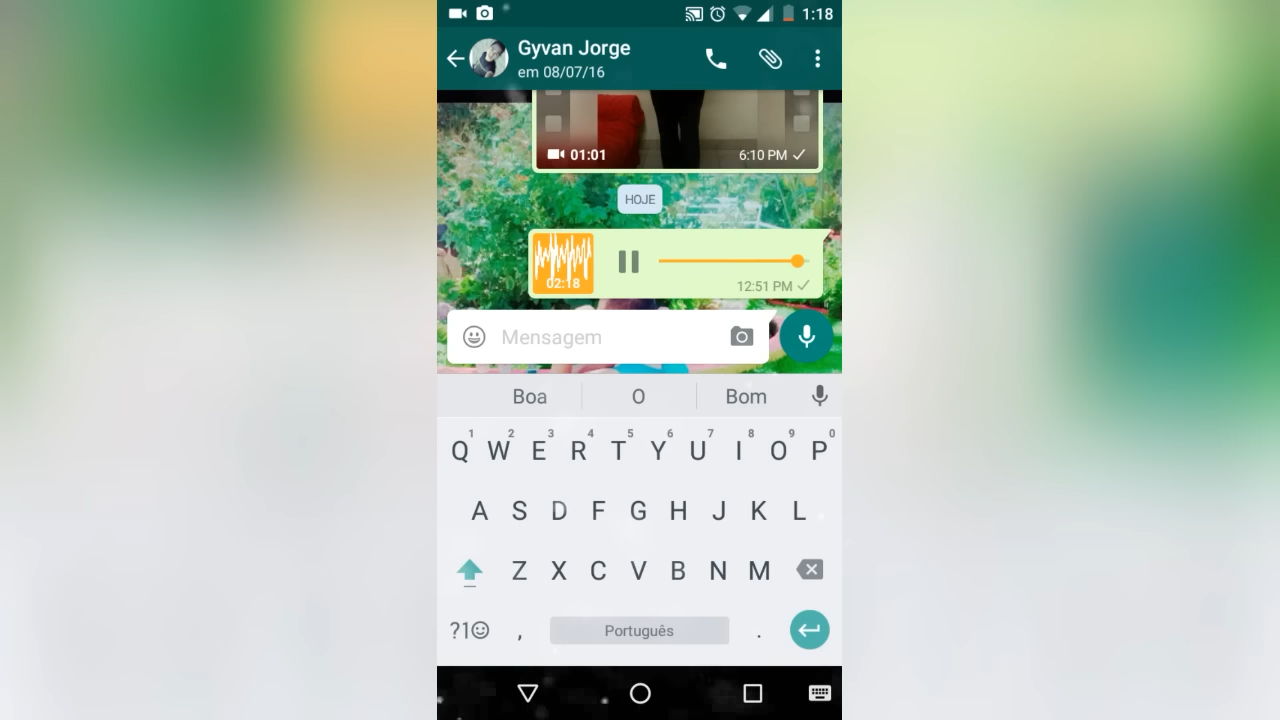 1:18
Gyvan Jorge
em 08/07/16
01:01
6:10 PM
HOJE
02:18
12:51 PM
Mensagem
Boa O Bom
1 2 3 4 5 6 7 8 9 0
Q W E R T Y U I O P
A S D F G H J K L
Z X C V B N M
?1 , Português .